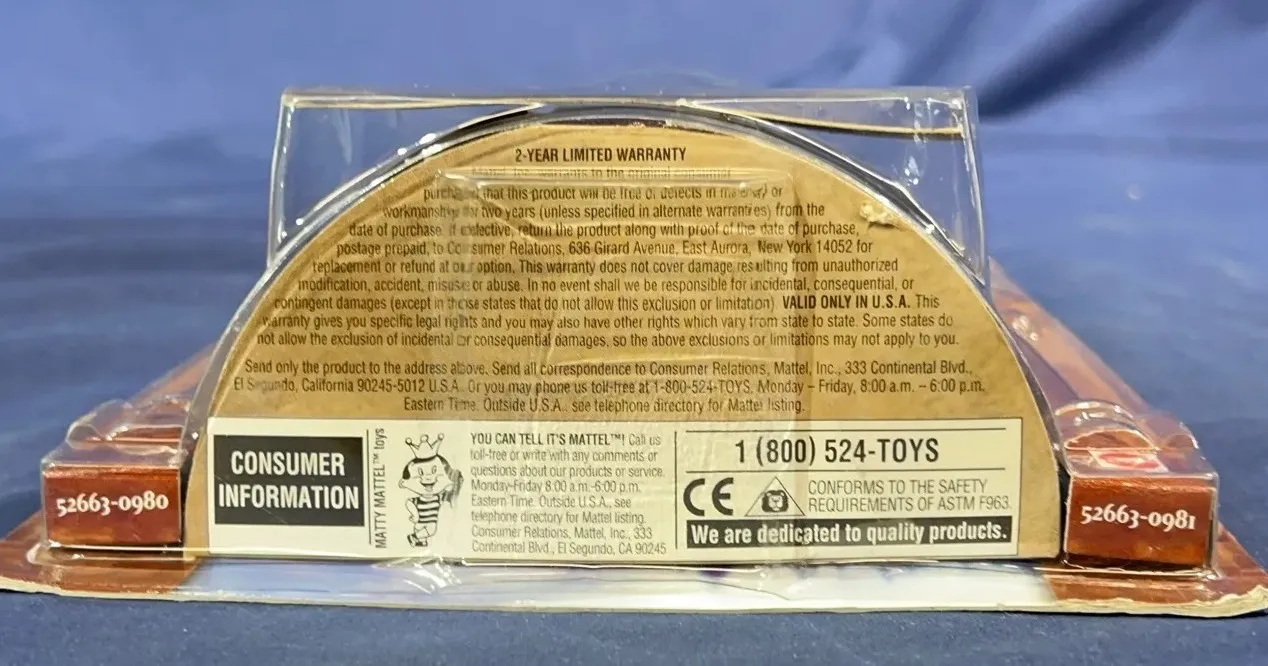 2-YEAR LIMITED WARRANTY
warrants to the original consumer
that this product will be free of defects in or
for two years (unless specified in alternate warranties) from the
date of purchase. If defective, return the product along with proof of the date of purchase,
postage prepaid, to Consumer Relations, 636 Girard Avenue, East Aurora, New York 14052 for
replacement or refund at our option. This warranty does not cover damage resulting from unauthorized
modification, accident, misuse or abuse. In no event shall we be responsible for incidental, consequential, or
contingent damages (except in those states that do not allow this exclusion or limitation). VALID ONLY IN U.S.A. This
warranty gives you specific legal rights and you may also have other rights which vary from state to state. Some states do
not allow the exclusion of incidental or consequential damages, so the above exclusions or limitations may not apply to you.
Send only the product to the address above. Send all correspondence to Consumer Relations, Mattel, Inc., 333 Continental Blvd.,
El Segundo, California 90245-5012 U.S.A. Or you may phone us toll-free at 1-800-524-TOYS, Monday – Friday, 8:00 a.m. – 6:00 p.m.
Eastern Time. Outside U.S.A., see telephone directory for Mattel listing.
CONSUMER
INFORMATION
MATTY MATTEL™ toys
YOU CAN TELL IT'S MATTEL™! Call us
toll-free or write with any comments or
questions about our products or service.
Monday-Friday 8:00 a.m.-6:00 p.m.
Eastern Time. Outside U.S.A., see
telephone directory for Mattel listing.
Consumer Relations, Mattel, Inc., 333
Continental Blvd., El Segundo, CA 90245
1 (800) 524-TOYS
CE
CONFORMS TO THE SAFETY
REQUIREMENTS OF ASTM F963.
We are dedicated to quality products.
52663-0980
52663-0981